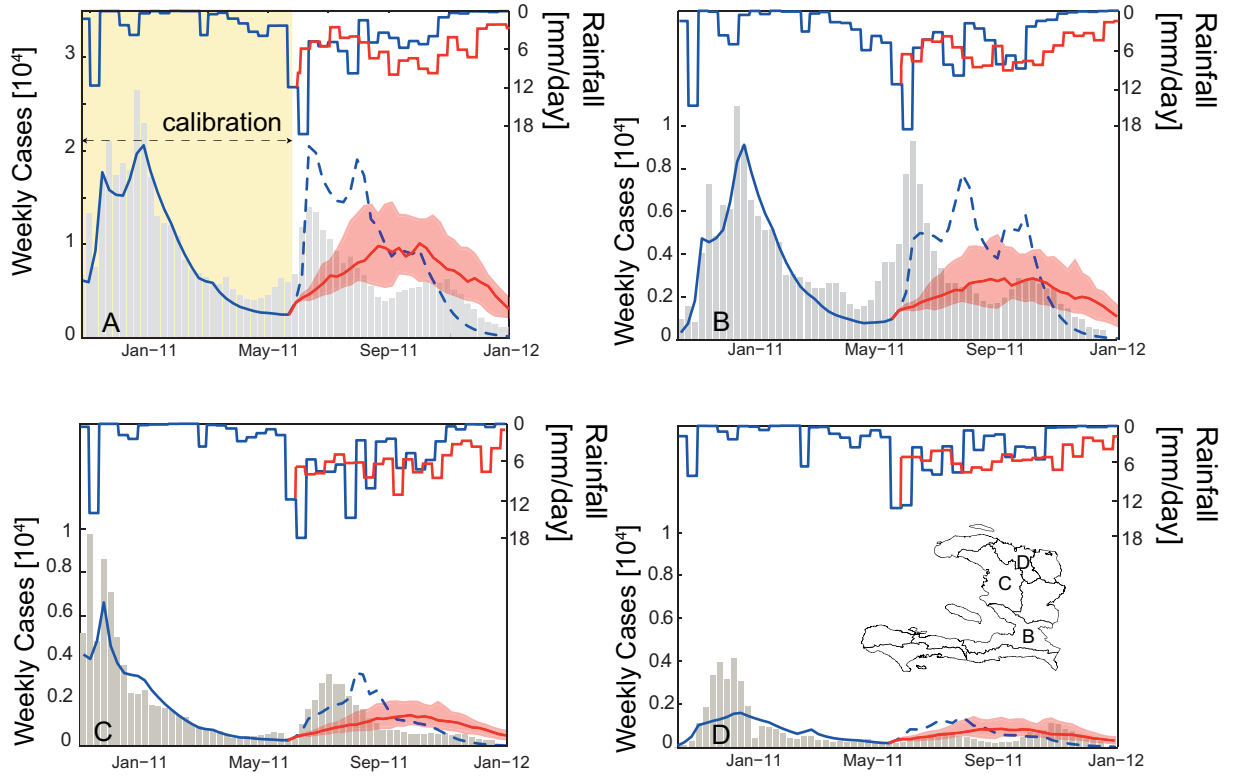 Weekly Cases [10⁴]
3
2
1
0
calibration
A
Jan−11
May−11
Sep−11
Jan−12
0
6
12
18
Rainfall
[mm/day]
Weekly Cases [10⁴]
1
0.8
0.6
0.4
0.2
0
B
Jan−11
May−11
Sep−11
Jan−12
0
6
12
18
Rainfall
[mm/day]
Weekly Cases [10⁴]
1
0.8
0.6
0.4
0.2
0
C
Jan−11
May−11
Sep−11
Jan−12
0
6
12
18
Rainfall
[mm/day]
Weekly Cases [10⁴]
1
0.8
0.6
0.4
0.2
0
D
D
C
B
Jan−11
May−11
Sep−11
Jan−12
0
6
12
18
Rainfall
[mm/day]